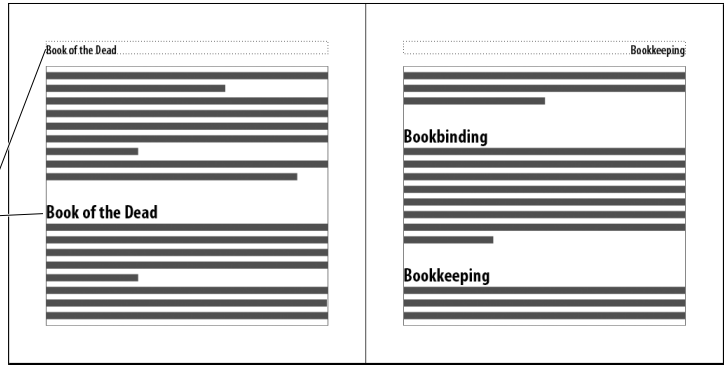 Book of the Dead
Book of the Dead
Bookkeeping
Bookbinding
Bookkeeping